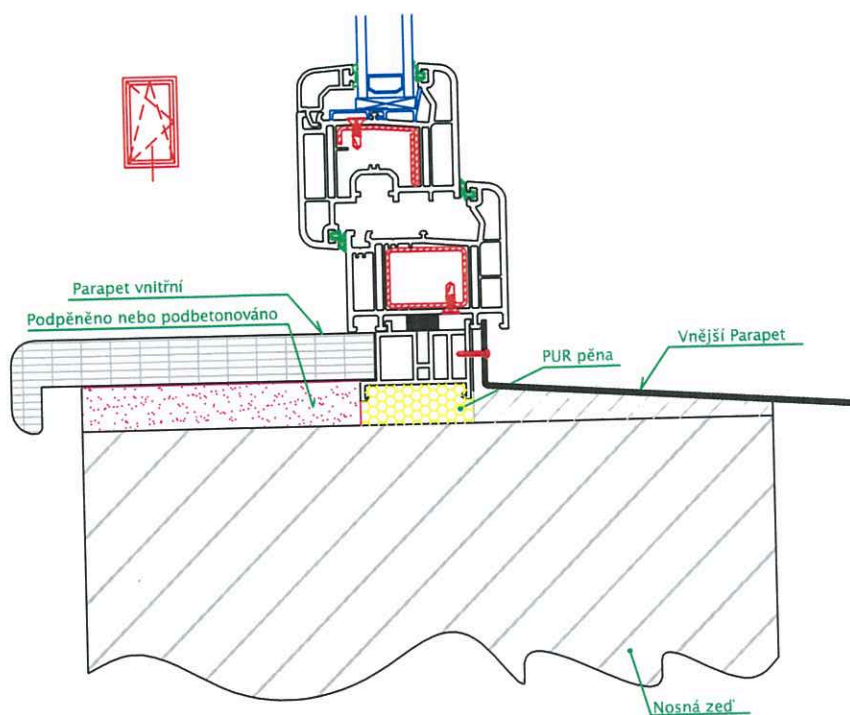 Parapet vnitřní
Podpěněno nebo podbetonováno
PUR pěna
Vnější Parapet
Nosná zeď